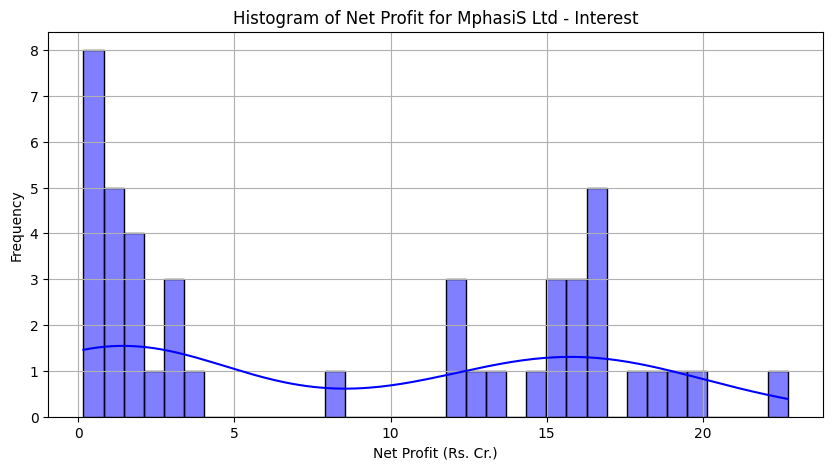 Histogram of Net Profit for MphasiS Ltd - Interest
8
7
6
5
4
3
2
1
0
Frequency
0 5 10 15 20
Net Profit (Rs. Cr.)